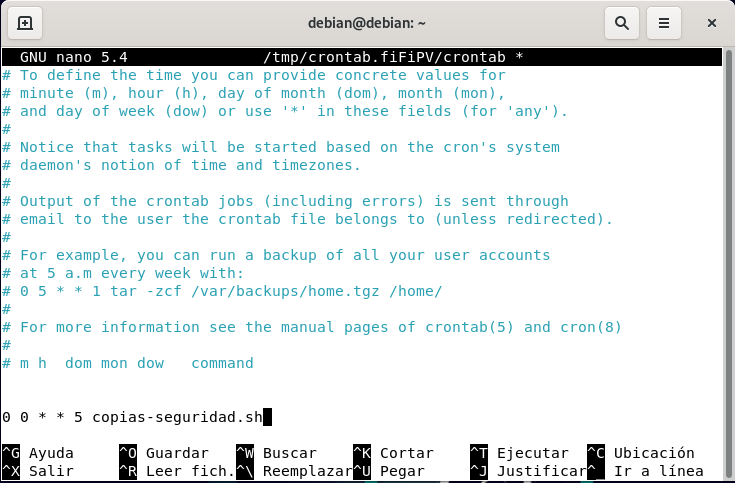 debian@debian: ~
GNU nano 5.4 /tmp/crontab.fiFiPV/crontab *
# To define the time you can provide concrete values for
# minute (m), hour (h), day of month (dom), month (mon),
# and day of week (dow) or use '*' in these fields (for 'any').
#
# Notice that tasks will be started based on the cron's system
# daemon's notion of time and timezones.
#
# Output of the crontab jobs (including errors) is sent through
# email to the user the crontab file belongs to (unless redirected).
#
# For example, you can run a backup of all your user accounts
# at 5 a.m every week with:
# 0 5 * * 1 tar -zcf /var/backups/home.tgz /home/
#
# For more information see the manual pages of crontab(5) and cron(8)
#
# m h  dom mon dow   command
0 0 * * 5 copias-seguridad.sh
^G Ayuda ^O Guardar ^W Buscar ^K Cortar ^T Ejecutar ^C Ubicación
^X Salir ^R Leer fich. ^\ Reemplazar ^U Pegar ^J Justificar ^_ Ir a línea